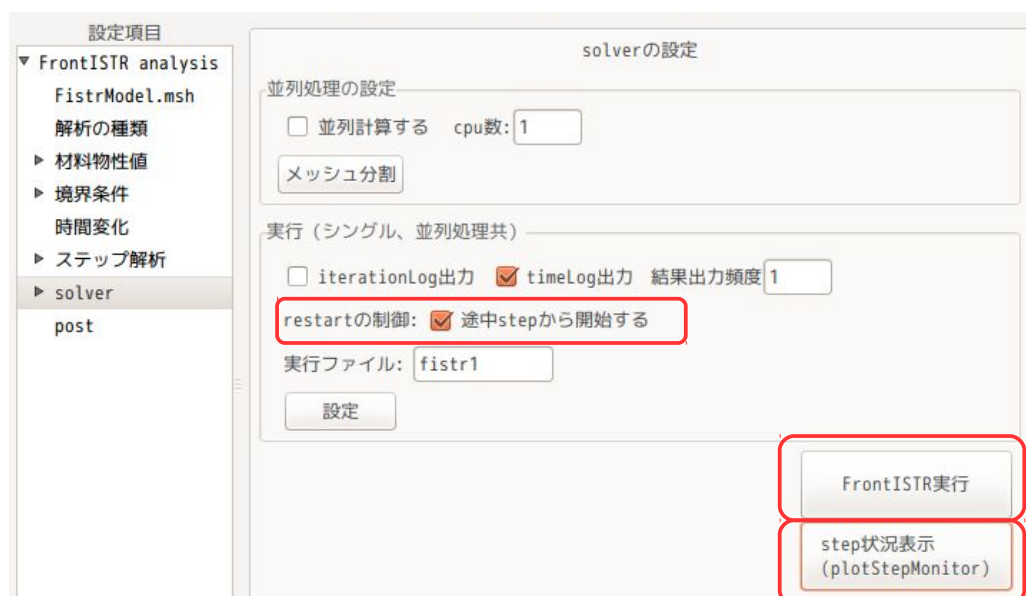 設定項目
FrontISTR analysis
FistrModel.msh
解析の種類
材料物性値
境界条件
時間変化
ステップ解析
solver
post
solverの設定
並列処理の設定
並列計算する cpu数: 1
メッシュ分割
実行（シングル、並列処理共）
iterationLog出力 timeLog出力 結果出力頻度 1
restartの制御: 途中stepから開始する
実行ファイル: fistr1
設定
FrontISTR実行
step状況表示
(plotStepMonitor)